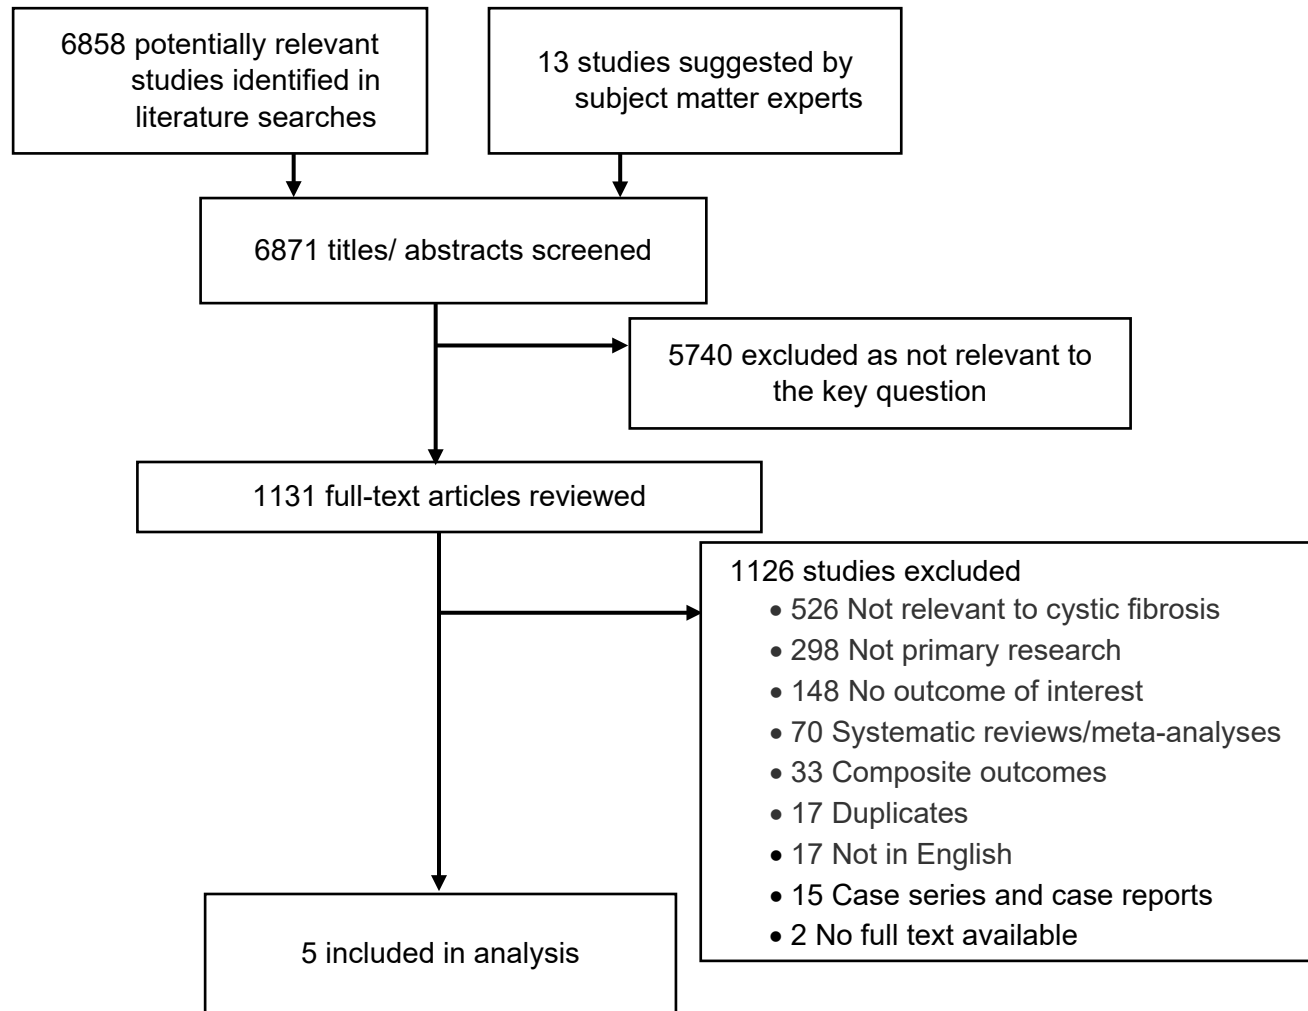 6858 potentially relevant
studies identified in
literature searches
13 studies suggested by
subject matter experts
6871 titles/ abstracts screened
5740 excluded as not relevant to
the key question
1131 full-text articles reviewed
1126 studies excluded
• 526 Not relevant to cystic fibrosis
• 298 Not primary research
• 148 No outcome of interest
• 70 Systematic reviews/meta-analyses
• 33 Composite outcomes
• 17 Duplicates
• 17 Not in English
• 15 Case series and case reports
• 2 No full text available
5 included in analysis